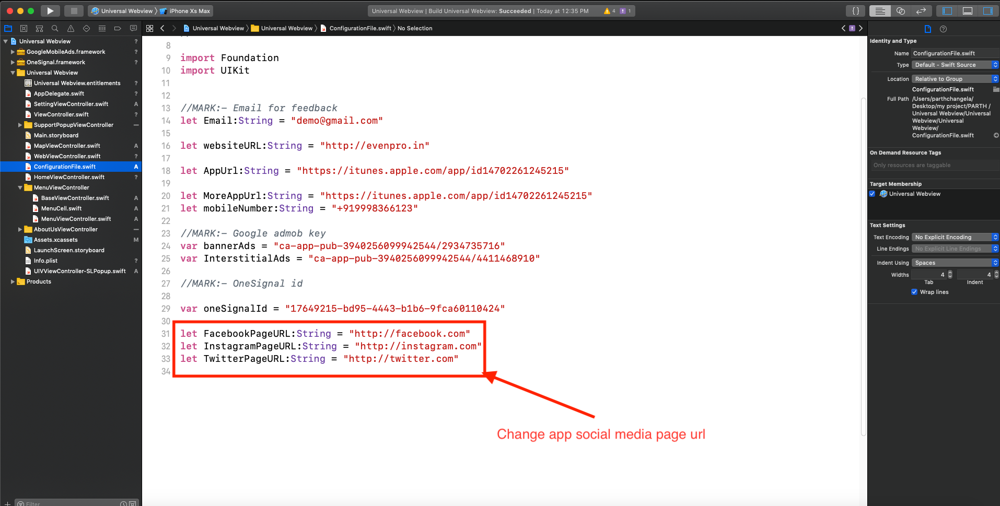 Universal Webview 〉 iPhone Xs Max
Universal Webview | Build Universal Webview: Succeeded | Today at 12:35 PM 4 1
{}
Universal Webview 〉 Universal Webview 〉 ConfigurationFile.swift 〉 No Selection
Universal Webview ?
GoogleMobileAds.framework ?
OneSignal.framework ?
Universal Webview
Universal Webview.entitlements ?
AppDelegate.swift ?
SettingViewController.swift A
ViewController.swift ?
SupportPopupViewController —
Main.storyboard
MapViewController.swift A
WebViewController.swift ?
ConfigurationFile.swift A
HomeViewController.swift ?
MenuViewController
BaseViewController.swift A
MenuCell.swift A
MenuViewController.swift A
AboutUsViewController —
Assets.xcassets M
LaunchScreen.storyboard
Info.plist ?
UIVViewController-SLPopup.swift A
Products
Filter
8
9 import Foundation
10 import UIKit
11
12
13 //MARK:- Email for feedback
14 let Email:String = "demo@gmail.com"
15
16 let websiteURL:String = "http://evenpro.in"
17
18 let AppUrl:String = "https://itunes.apple.com/app/id14702261245215"
19
20 let MoreAppUrl:String = "https://itunes.apple.com/app/id14702261245215"
21 let mobileNumber:String = "+919998366123"
22
23 //MARK:- Google admob key
24 var bannerAds = "ca-app-pub-3940256099942544/2934735716"
25 var InterstitialAds = "ca-app-pub-3940256099942544/4411468910"
26
27 //MARK:- OneSignal id
28
29 var oneSignalId = "17649215-bd95-4443-b1b6-9fca60110424"
30
31 let FacebookPageURL:String = "http://facebook.com"
32 let InstagramPageURL:String = "http://instagram.com"
33 let TwitterPageURL:String = "http://twitter.com"
34
Change app social media page url
Identity and Type
Name ConfigurationFile.swift
Type Default - Swift Source
Location Relative to Group
ConfigurationFile.swift
Full Path /Users/parthchangela/
Desktop/my project/PARTH /
Universal Webview/Universal
Webview/Universal
Webview/
ConfigurationFile.swift
On Demand Resource Tags
Only resources are taggable
Target Membership
Universal Webview
Text Settings
Text Encoding No Explicit Encoding
Line Endings No Explicit Line Endings
Indent Using Spaces
Widths 4 4
Tab Indent
Wrap lines